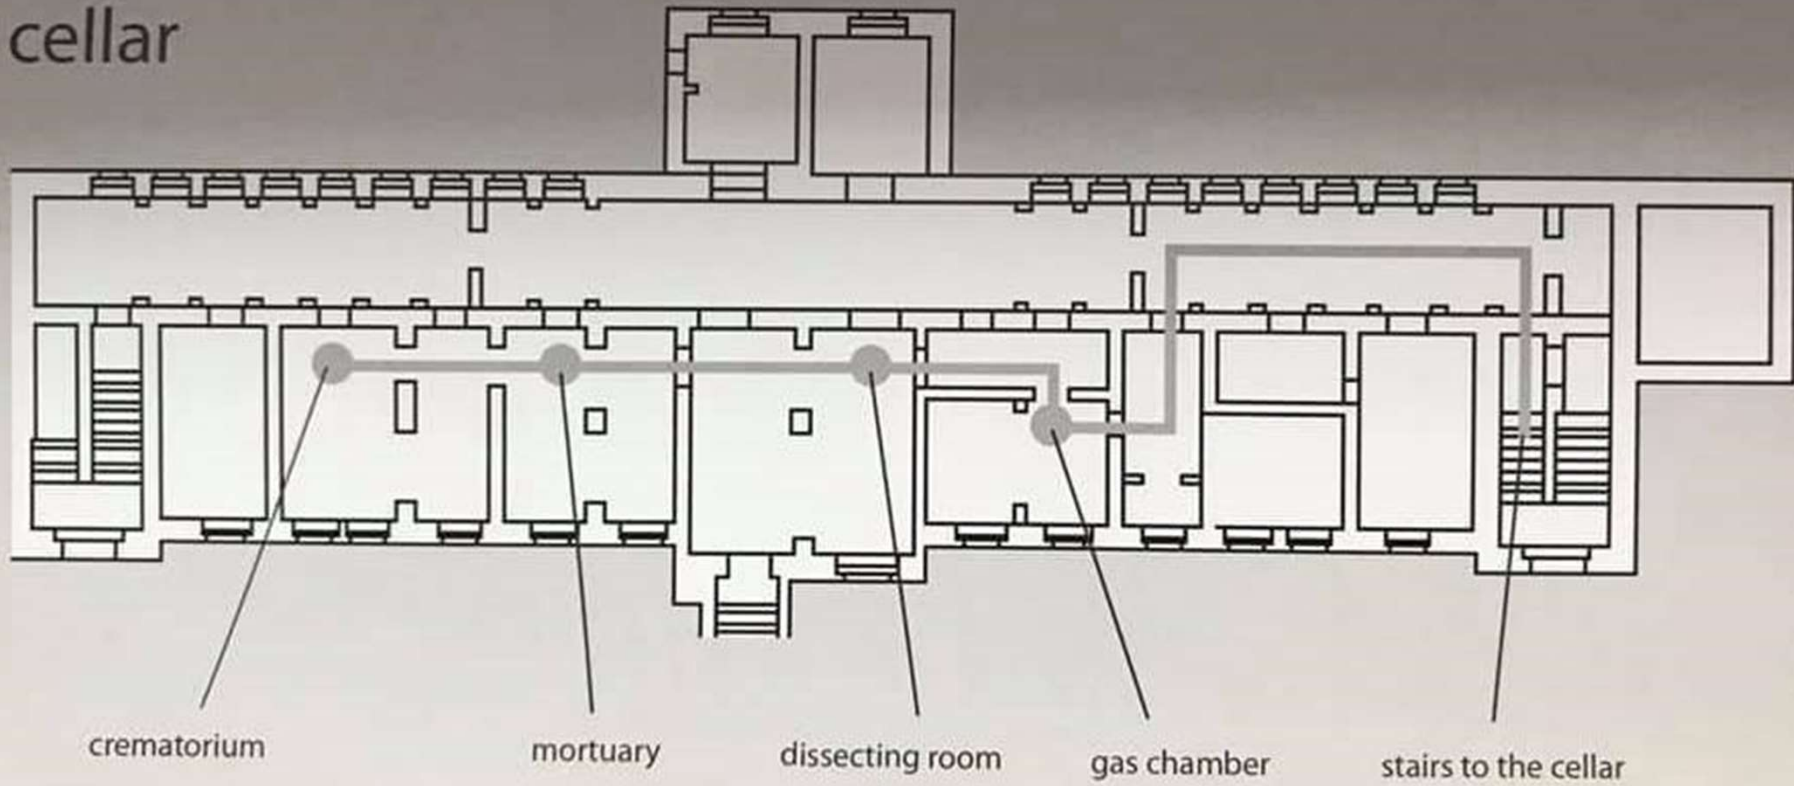 cellar
crematorium
mortuary
dissecting room
gas chamber
stairs to the cellar